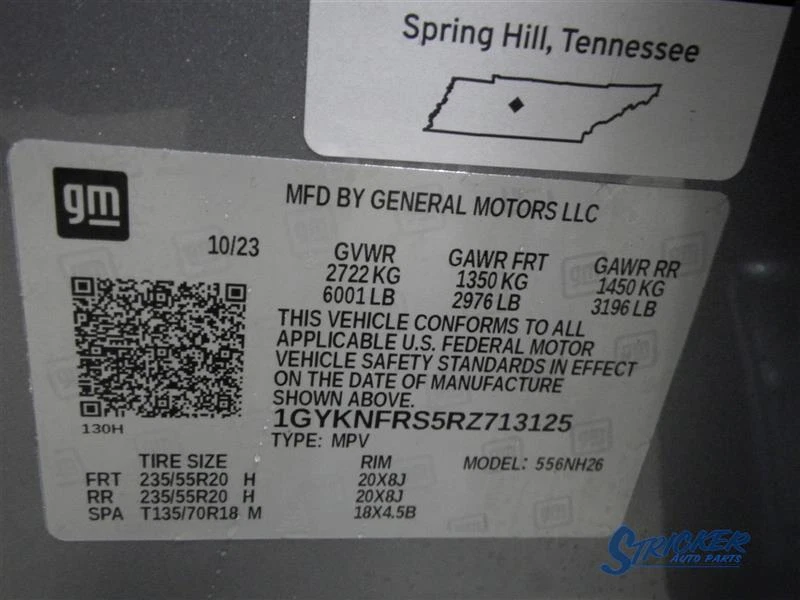 Spring Hill, Tennessee
gm
MFD BY GENERAL MOTORS LLC
10/23
GVWR GAWR FRT GAWR RR
2722 KG 1350 KG 1450 KG
6001 LB 2976 LB 3196 LB
THIS VEHICLE CONFORMS TO ALL
APPLICABLE U.S. FEDERAL MOTOR
VEHICLE SAFETY STANDARDS IN EFFECT
ON THE DATE OF MANUFACTURE
SHOWN ABOVE.
1GYKNFRS5RZ713125
130H
TYPE: MPV
TIRE SIZE RIM MODEL: 556NH26
FRT 235/55R20 H 20X8J
RR 235/55R20 H 20X8J
SPA T135/70R18 M 18X4.5B
STRICKER
AUTO PARTS